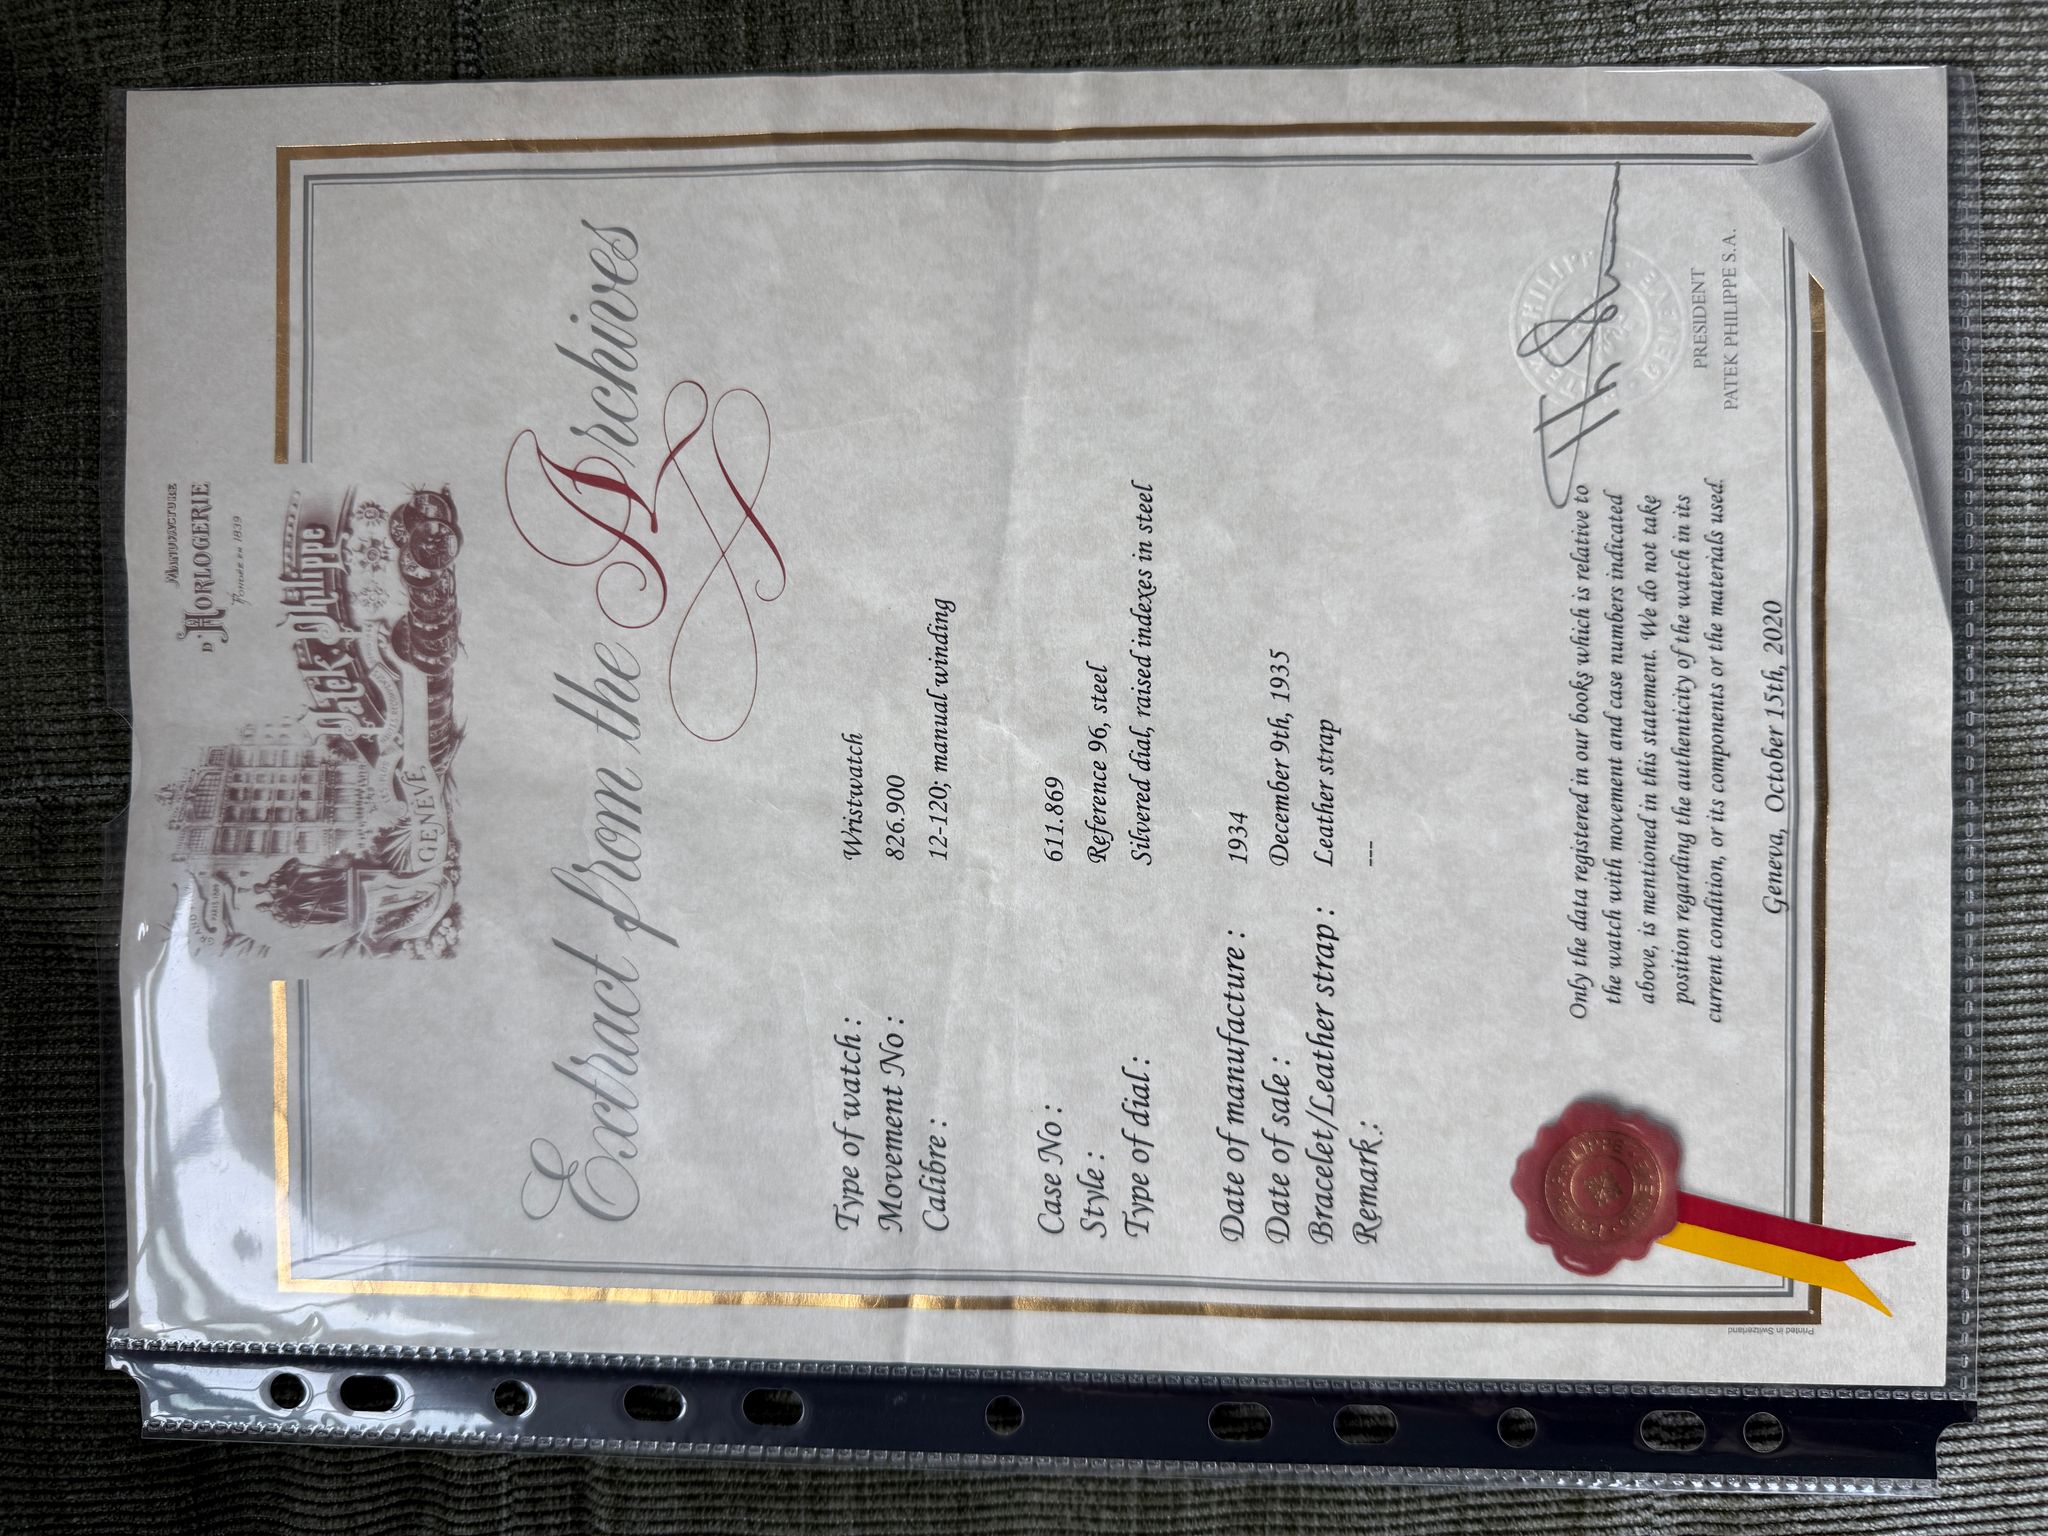 MANUFACTURE
D'HORLOGERIE
FONDÉE EN 1839
Patek Philippe
GENÈVE
Extract from the Archives
Type of watch : Wristwatch
Movement No : 826.900
Calibre : 12-120; manual winding
Case No : 611.869
Style : Reference 96, steel
Type of dial : Silvered dial, raised indexes in steel
Date of manufacture : 1934
Date of sale : December 9th, 1935
Bracelet/Leather strap : Leather strap
Remark : ---
Only the data registered in our books which is relative to
the watch with movement and case numbers indicated
above, is mentioned in this statement. We do not take
position regarding the authenticity of the watch in its
current condition, or its components or the materials used.
Geneva, October 15th, 2020
PATEK PHILIPPE
GENEVE
PRESIDENT
PATEK PHILIPPE S.A.
Printed in Switzerland